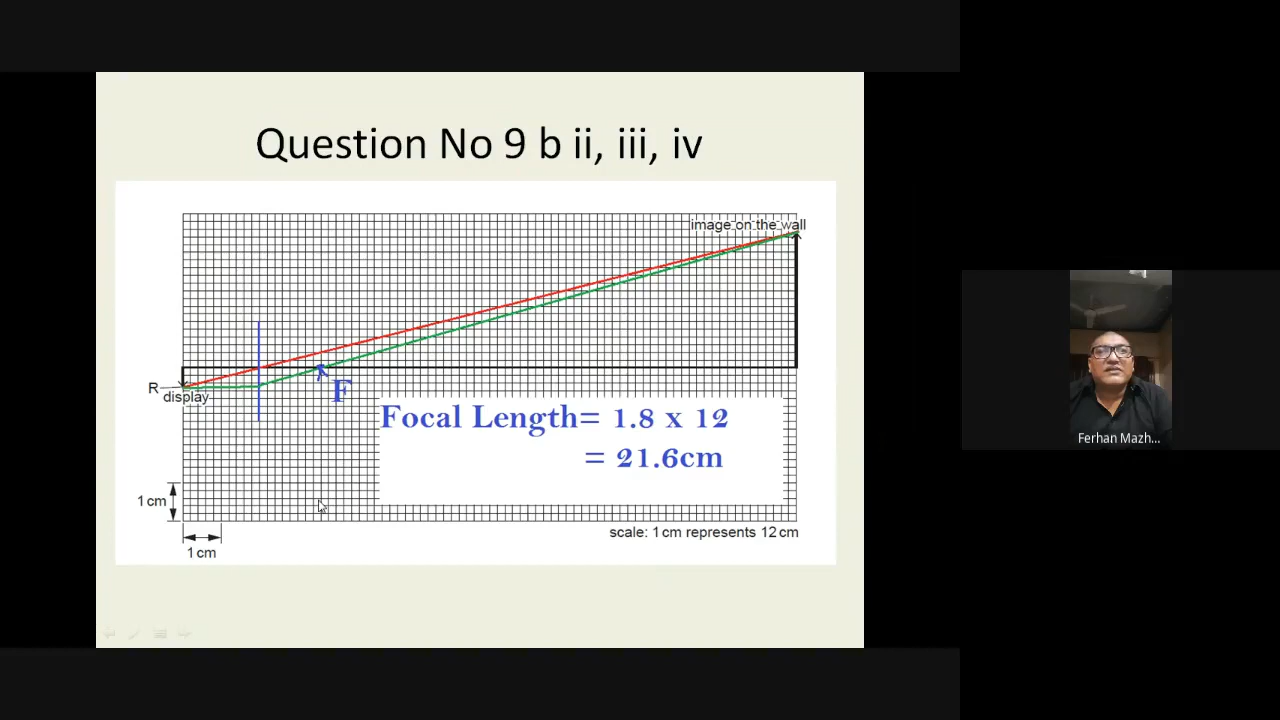 Question No 9 b ii, iii, iv
image on the wall
R
display
F
Focal Length= 1.8 x 12
= 21.6cm
1 cm
scale: 1 cm represents 12 cm
1 cm
Ferhan Mazh...